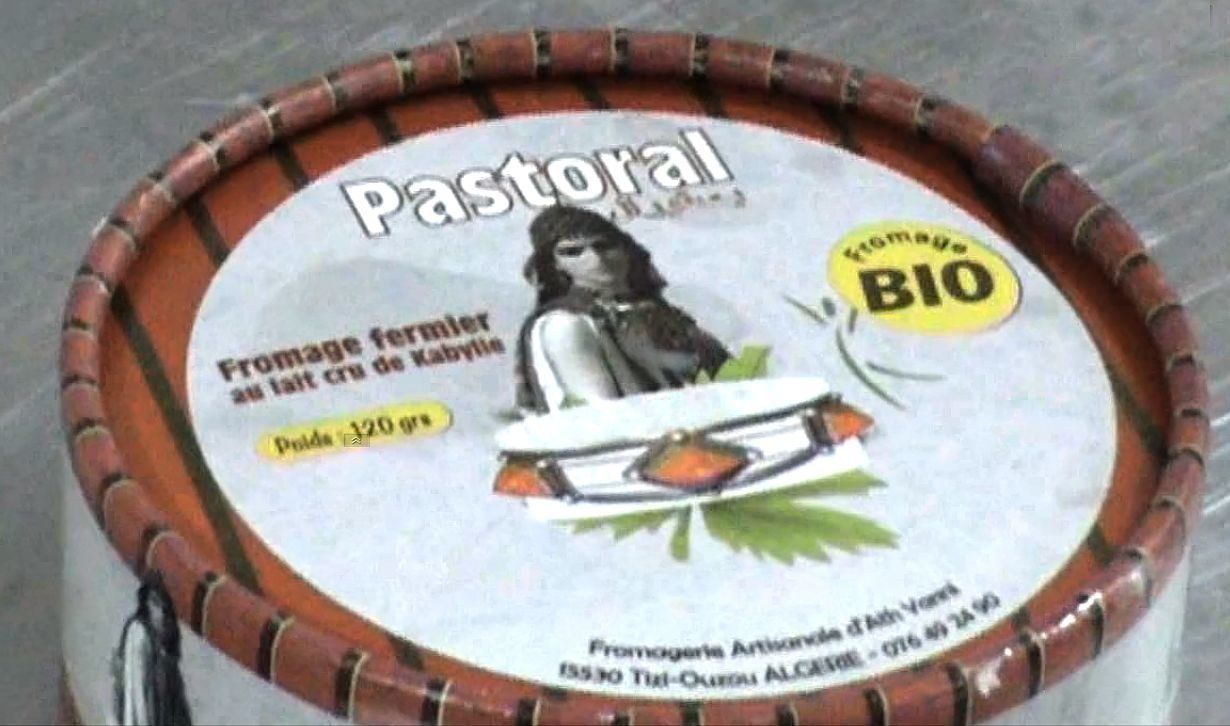 Pastoral
Fromage
BIO
Fromage fermier
au lait cru de Kabylie
Poids : 120 grs
Fromagerie Artisanale d'Ath Yanni
15530 Tizi-Ouzou ALGERIE - 076 49 24 90